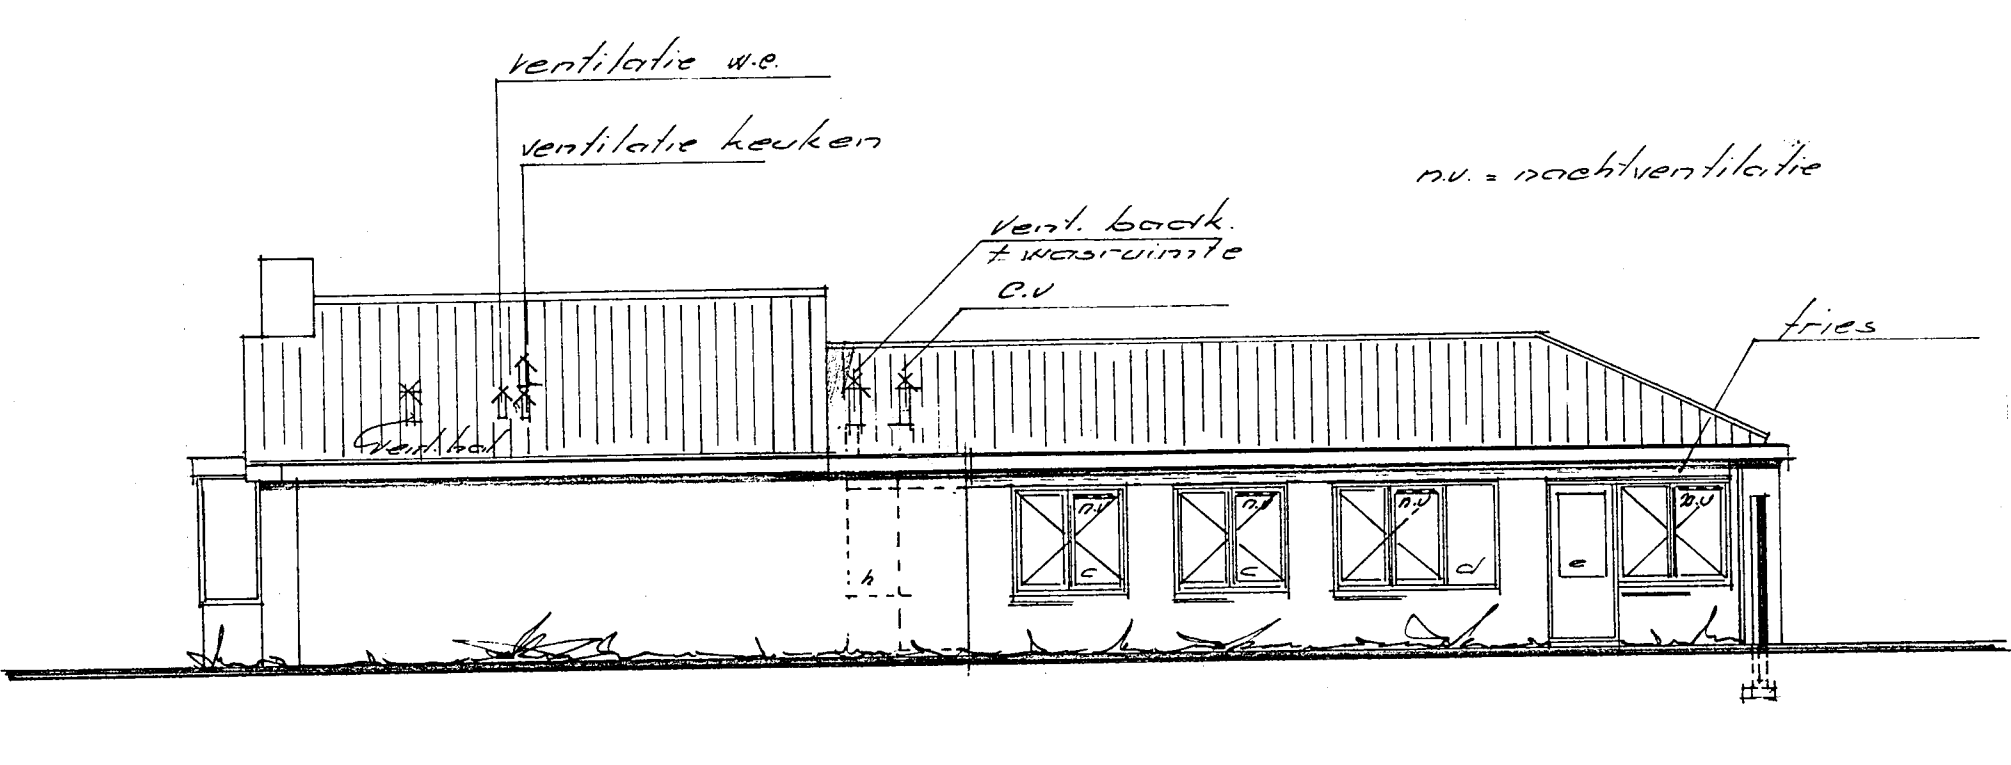 ventilatie w.e.
ventilatie keuken
n.v. = nachtventilatie
vent. badk.
+ wasruimte
c.v
fries
vent. hal
n.v
n.v
n.v
n.v
h
c
c
d
e